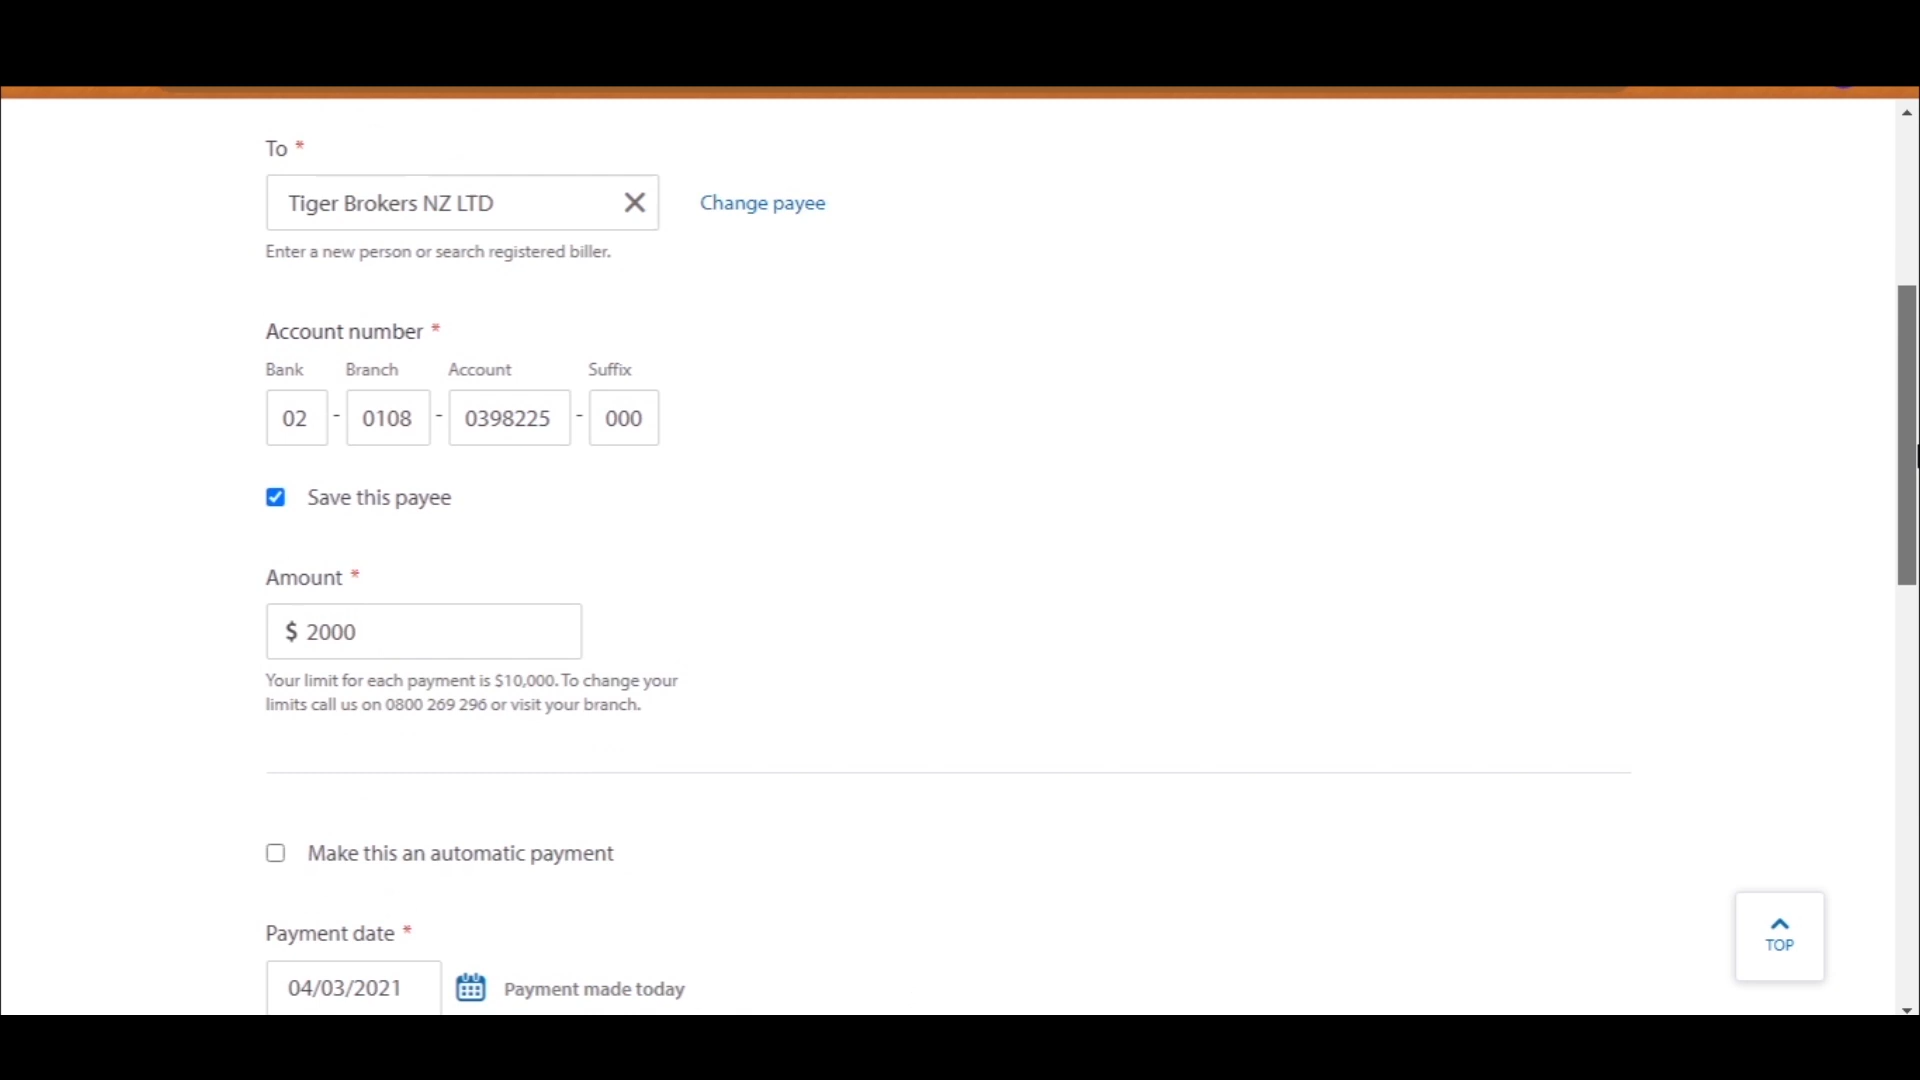 To *
Tiger Brokers NZ LTD
Change payee
Enter a new person or search registered biller.
Account number *
Bank Branch Account Suffix
02 - 0108 - 0398225 - 000
Save this payee
Amount *
$ 2000
Your limit for each payment is $10,000. To change your
limits call us on 0800 269 296 or visit your branch.
Make this an automatic payment
Payment date *
04/03/2021 Payment made today
TOP